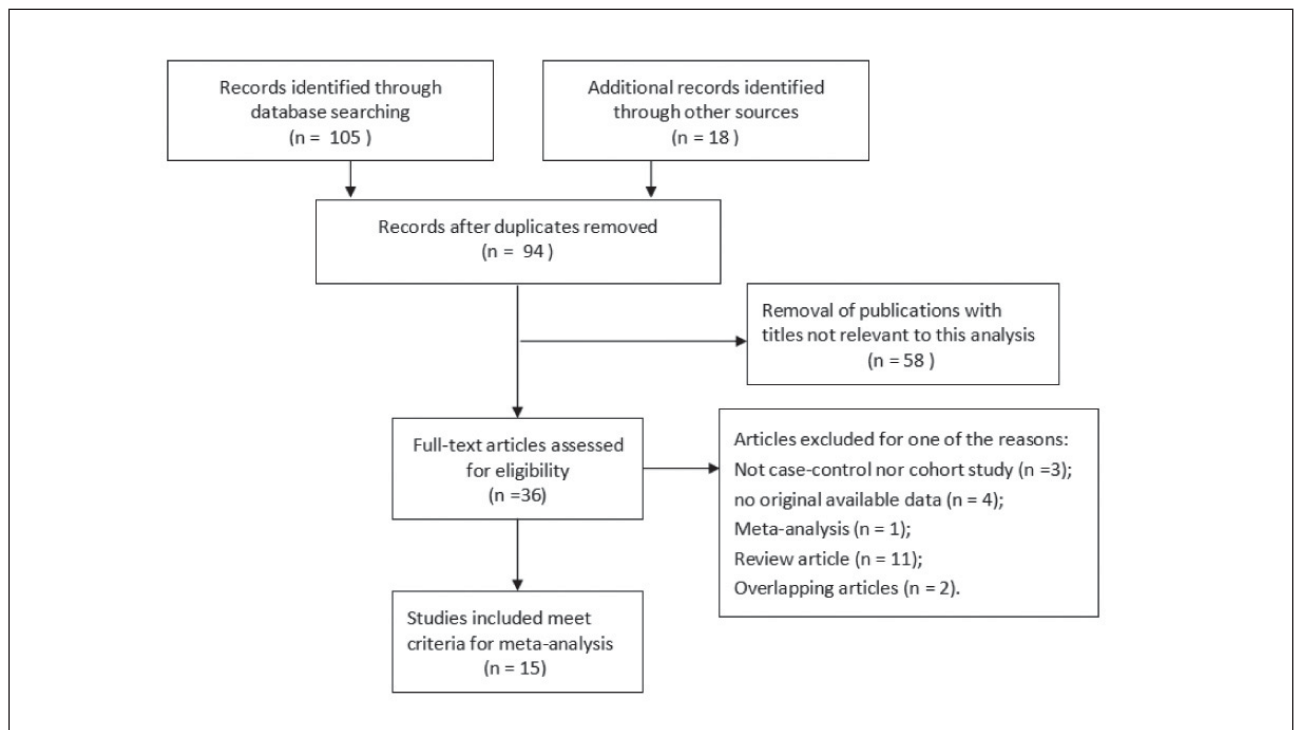 Records identified through
database searching
(n = 105 )
Additional records identified
through other sources
(n = 18 )
Records after duplicates removed
(n = 94 )
Removal of publications with
titles not relevant to this analysis
(n = 58 )
Full-text articles assessed
for eligibility
(n =36)
Articles excluded for one of the reasons:
Not case-control nor cohort study (n =3);
no original available data (n = 4);
Meta-analysis (n = 1);
Review article (n = 11);
Overlapping articles (n = 2).
Studies included meet
criteria for meta-analysis
(n = 15)